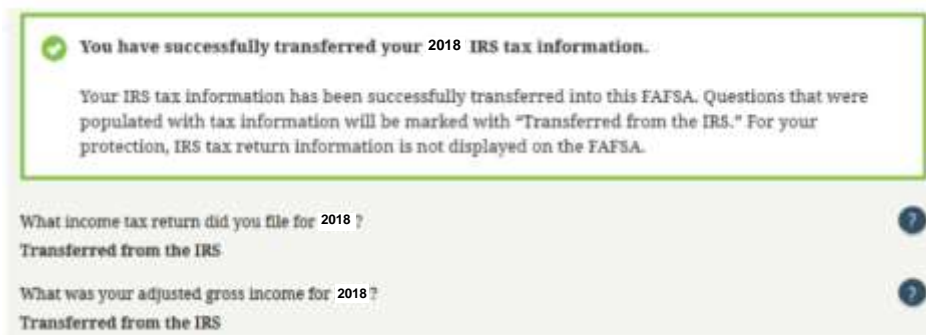 You have successfully transferred your 2018 IRS tax information.
Your IRS tax information has been successfully transferred into this FAFSA. Questions that were
populated with tax information will be marked with “Transferred from the IRS.” For your
protection, IRS tax return information is not displayed on the FAFSA.
What income tax return did you file for 2018 ?
?
Transferred from the IRS
What was your adjusted gross income for 2018 ?
?
Transferred from the IRS